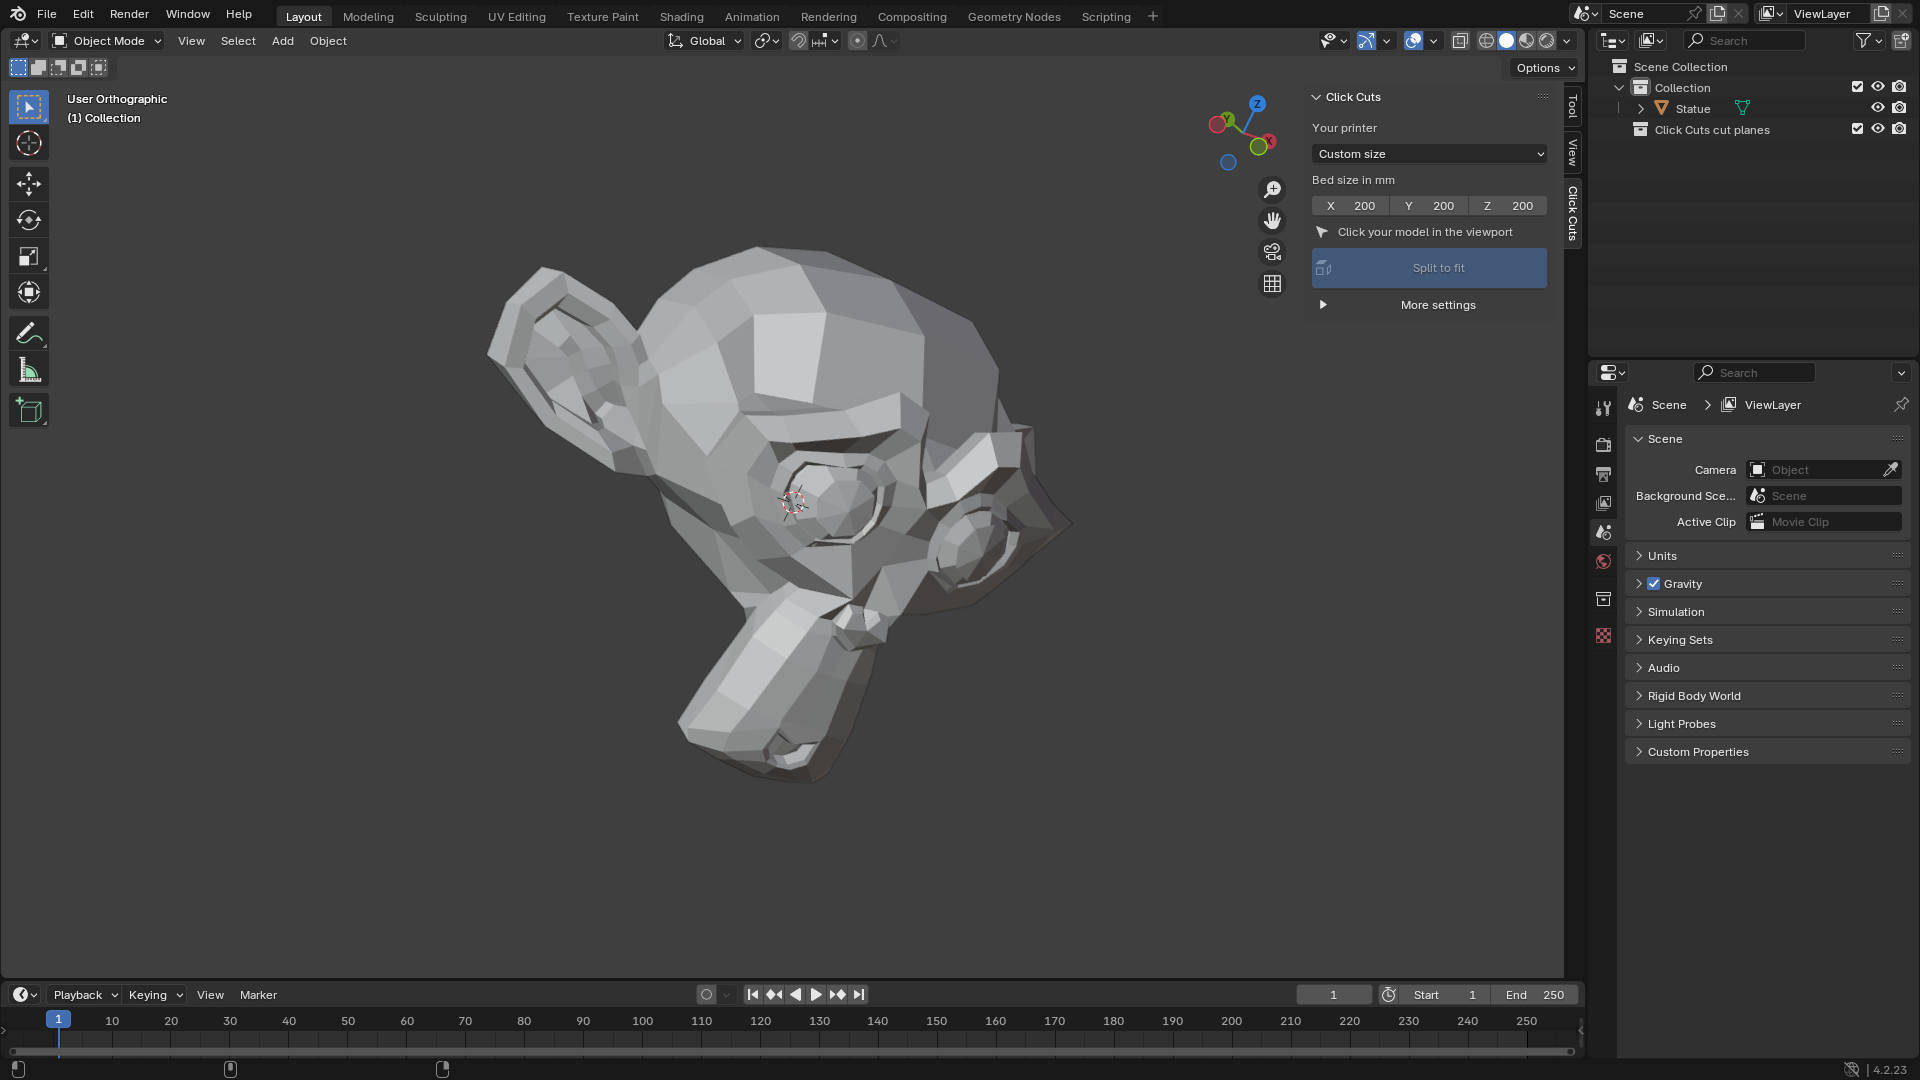 File Edit Render Window Help
Layout Modeling Sculpting UV Editing Texture Paint Shading Animation Rendering Compositing Geometry Nodes Scripting
Scene
ViewLayer
Object Mode View Select Add Object
Global
Options
User Orthographic
(1) Collection
Z
Y
X
Click Cuts
Your printer
Custom size
Bed size in mm
X 200 Y 200 Z 200
Click your model in the viewport
Split to fit
More settings
Tool
View
Click Cuts
Search
Scene Collection
Collection
Statue
Click Cuts cut planes
Search
Scene > ViewLayer
Scene
Camera Object
Background Sce... Scene
Active Clip Movie Clip
Units
Gravity
Simulation
Keying Sets
Audio
Rigid Body World
Light Probes
Custom Properties
Playback Keying View Marker
1 Start 1 End 250
1 10 20 30 40 50 60 70 80 90 100 110 120 130 140 150 160 170 180 190 200 210 220 230 240 250
4.2.23